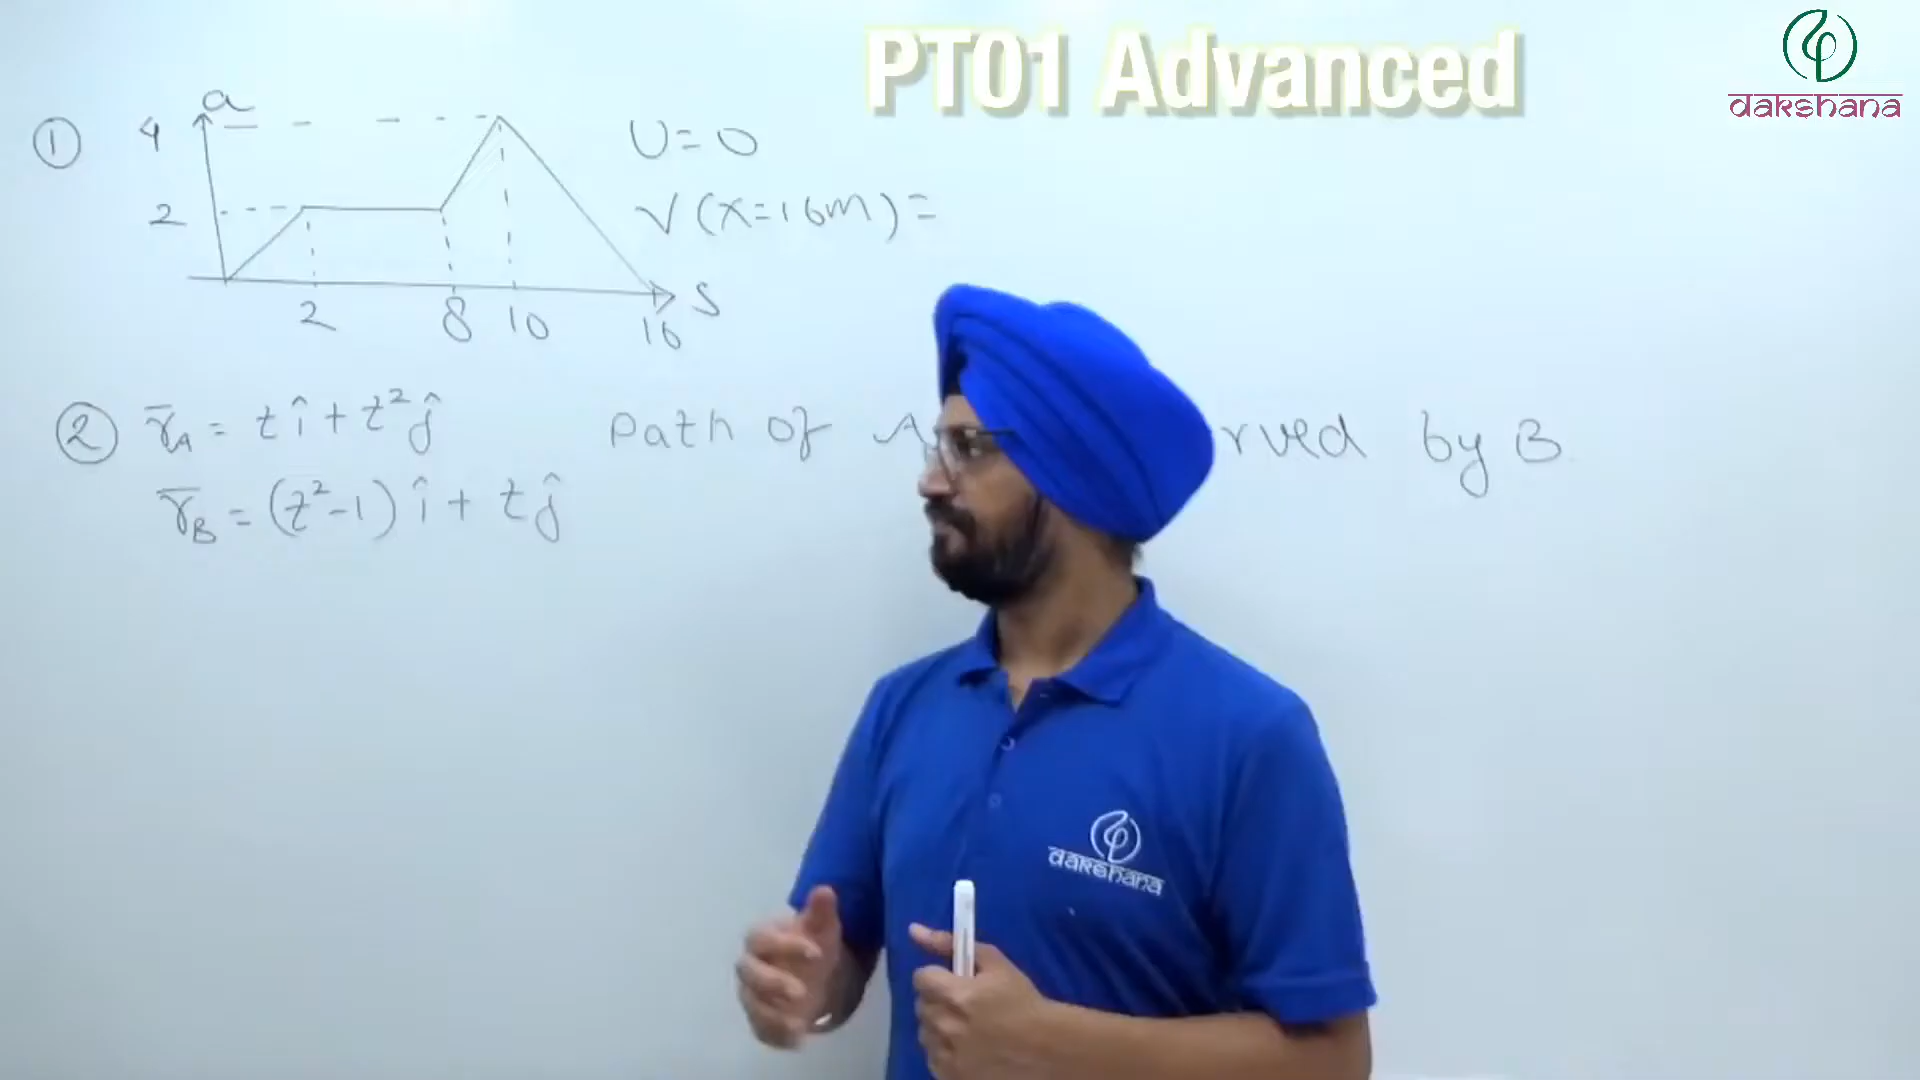 PT01 Advanced
dakshana
① a
4
2
2 8 10 16 S
U = 0
V(x=16m) =
② r̄A = t î + t² ĵ
r̄B = (t²-1) î + t ĵ
Path of A by B
dakshana